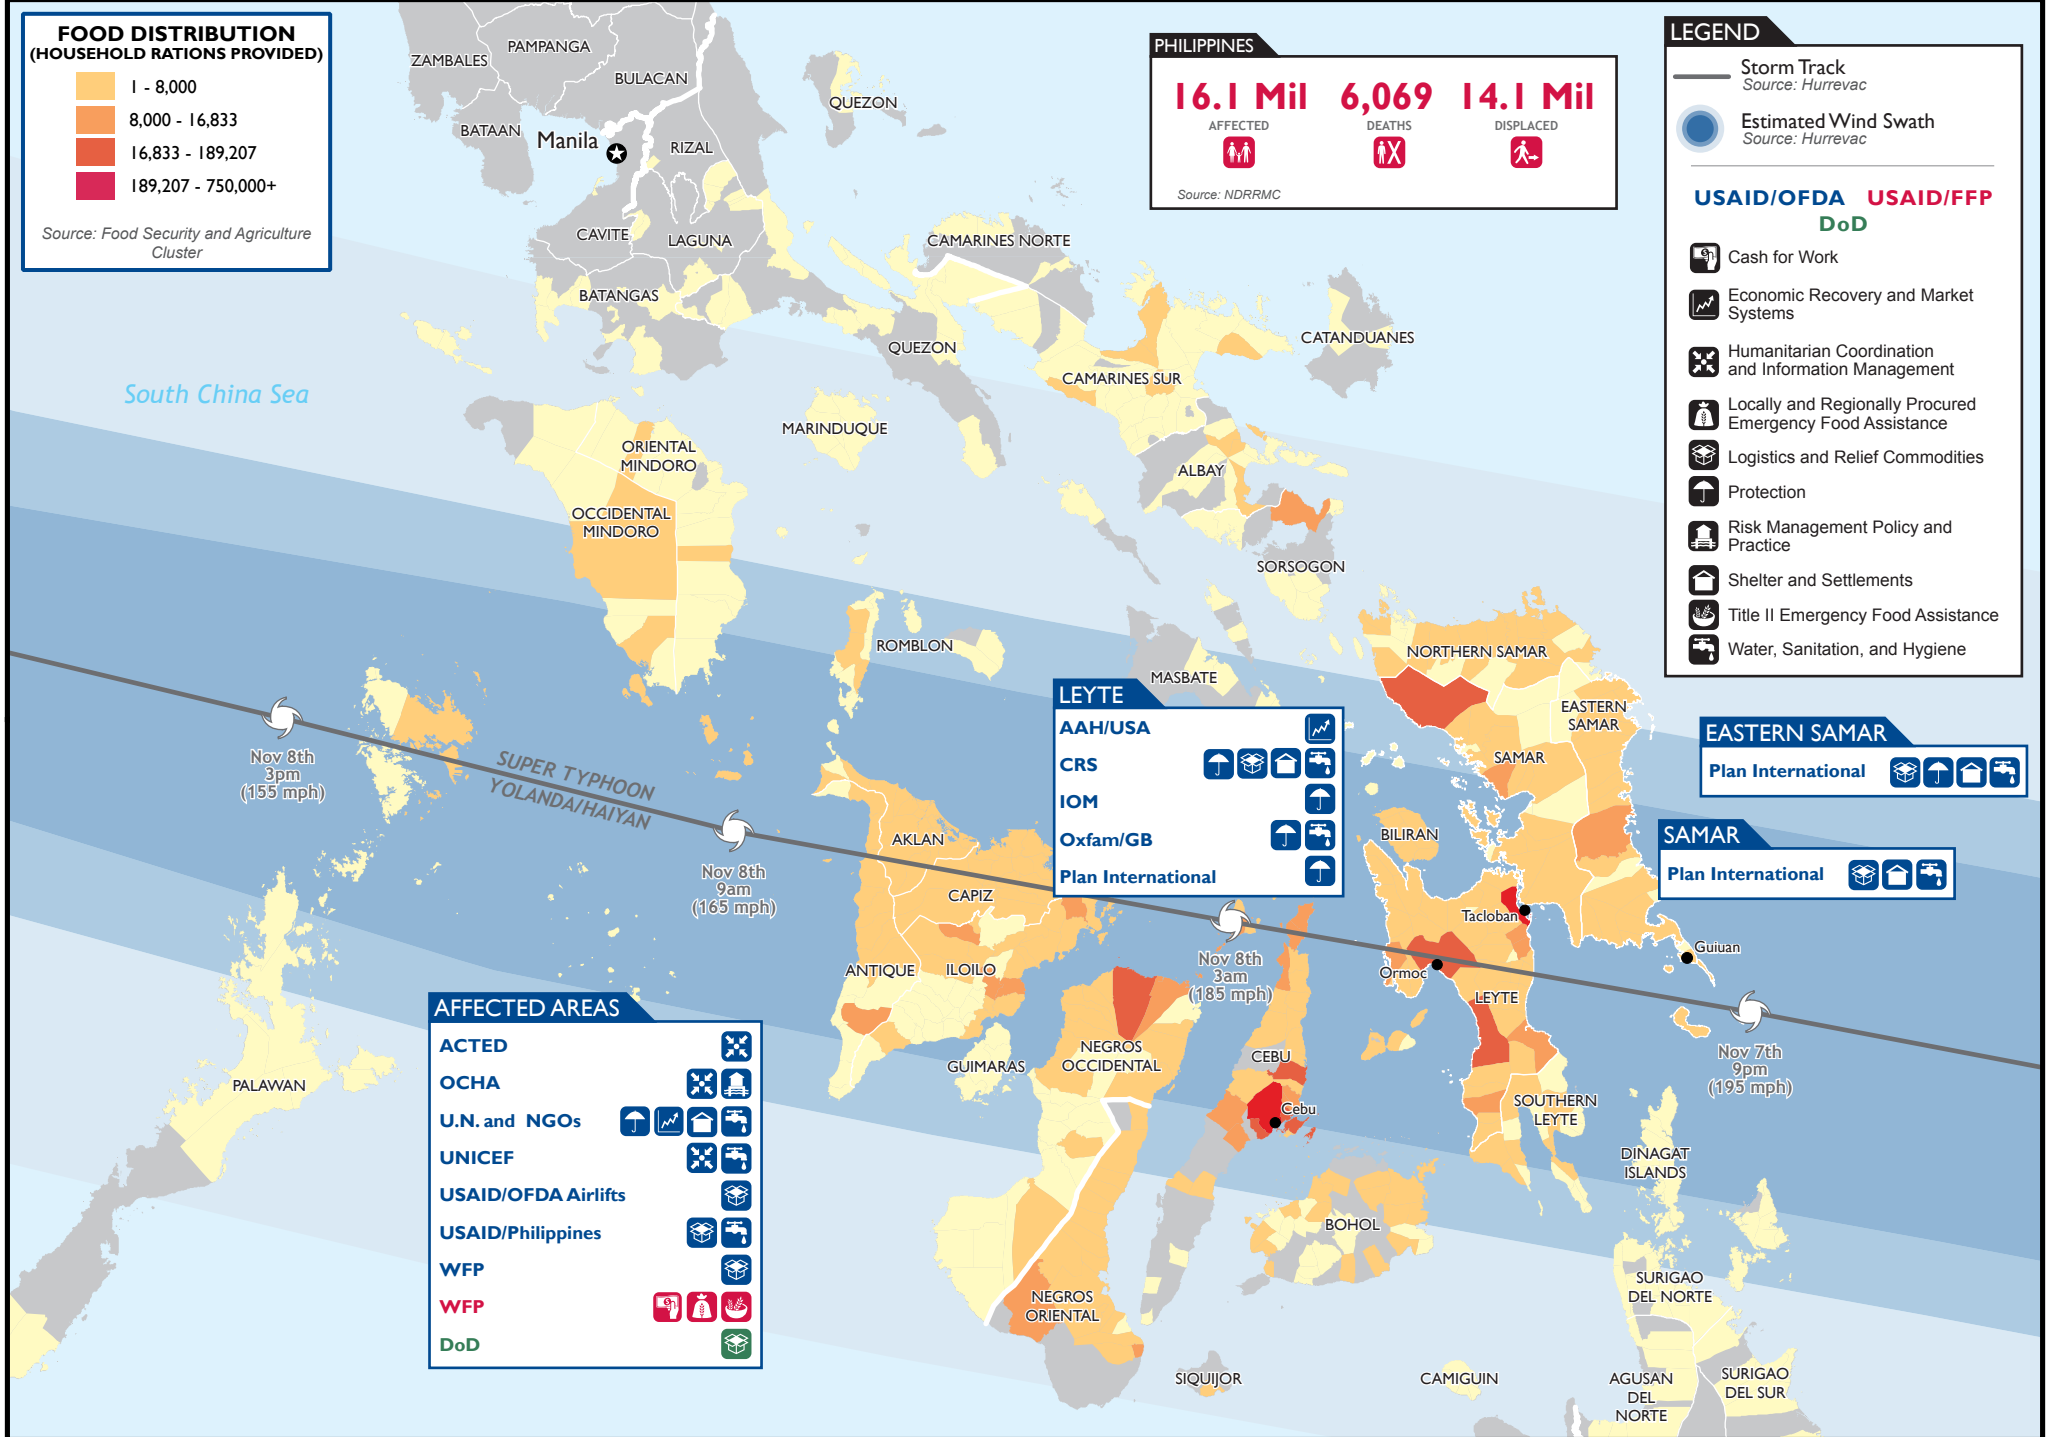 FOOD DISTRIBUTION
(HOUSEHOLD RATIONS PROVIDED)
1 - 8,000
8,000 - 16,833
16,833 - 189,207
189,207 - 750,000+
Source: Food Security and Agriculture
Cluster
PHILIPPINES
16.1 Mil 6,069 14.1 Mil
AFFECTED DEATHS DISPLACED
Source: NDRRMC
LEGEND
Storm Track
Source: Hurrevac
Estimated Wind Swath
Source: Hurrevac
USAID/OFDA USAID/FFP
DoD
Cash for Work
Economic Recovery and Market
Systems
Humanitarian Coordination
and Information Management
Locally and Regionally Procured
Emergency Food Assistance
Logistics and Relief Commodities
Protection
Risk Management Policy and
Practice
Shelter and Settlements
Title II Emergency Food Assistance
Water, Sanitation, and Hygiene
ZAMBALES
PAMPANGA
BULACAN
BATAAN
Manila
RIZAL
QUEZON
CAVITE
LAGUNA
CAMARINES NORTE
BATANGAS
QUEZON
CATANDUANES
CAMARINES SUR
South China Sea
MARINDUQUE
ORIENTAL
MINDORO
ALBAY
OCCIDENTAL
MINDORO
SORSOGON
ROMBLON
MASBATE
NORTHERN SAMAR
EASTERN
SAMAR
SAMAR
LEYTE
AAH/USA
CRS
IOM
Oxfam/GB
Plan International
EASTERN SAMAR
Plan International
SAMAR
Plan International
Nov 8th
3pm
(155 mph)
SUPER TYPHOON
YOLANDA/HAIYAN
Nov 8th
9am
(165 mph)
AKLAN
CAPIZ
BILIRAN
Tacloban
Guiuan
ANTIQUE
ILOILO
Nov 8th
3am
(185 mph)
Ormoc
LEYTE
Nov 7th
9pm
(195 mph)
AFFECTED AREAS
ACTED
OCHA
U.N. and NGOs
UNICEF
USAID/OFDA Airlifts
USAID/Philippines
WFP
WFP
DoD
PALAWAN
GUIMARAS
NEGROS
OCCIDENTAL
CEBU
Cebu
SOUTHERN
LEYTE
DINAGAT
ISLANDS
BOHOL
NEGROS
ORIENTAL
SURIGAO
DEL NORTE
SIQUIJOR
CAMIGUIN
AGUSAN
DEL
NORTE
SURIGAO
DEL SUR